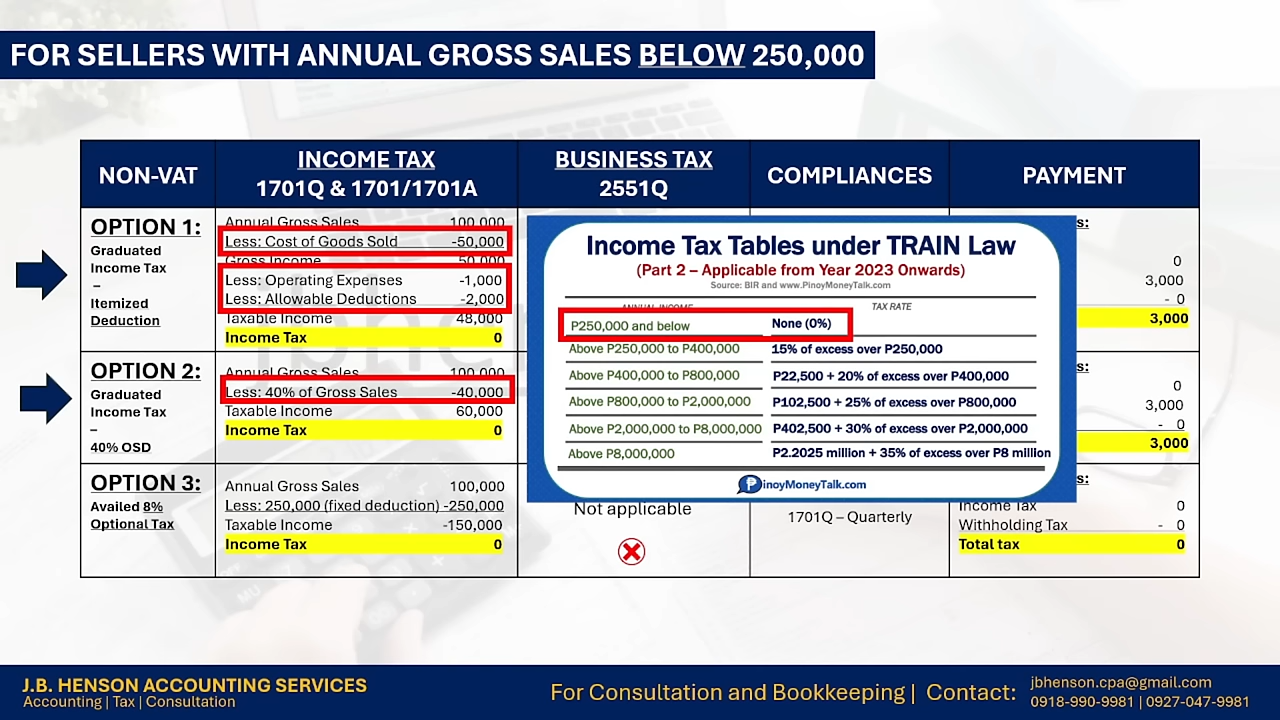 FOR SELLERS WITH ANNUAL GROSS SALES BELOW 250,000
NON-VAT
INCOME TAX
1701Q & 1701/1701A
BUSINESS TAX
2551Q
COMPLIANCES
PAYMENT
OPTION 1:
Graduated
Income Tax
–
Itemized
Deduction
Annual Gross Sales 100,000
Less: Cost of Goods Sold -50,000
Gross Income 50,000
Less: Operating Expenses -1,000
Less: Allowable Deductions -2,000
Taxable Income 48,000
Income Tax 0
s:
0
3,000
- 0
3,000
OPTION 2:
Graduated
Income Tax
–
40% OSD
Annual Gross Sales 100,000
Less: 40% of Gross Sales -40,000
Taxable Income 60,000
Income Tax 0
s:
0
3,000
- 0
3,000
OPTION 3:
Availed 8%
Optional Tax
Annual Gross Sales 100,000
Less: 250,000 (fixed deduction) -250,000
Taxable Income -150,000
Income Tax 0
Not applicable
1701Q – Quarterly
s:
Income Tax 0
Withholding Tax - 0
Total tax 0
Income Tax Tables under TRAIN Law
(Part 2 – Applicable from Year 2023 Onwards)
Source: BIR and www.PinoyMoneyTalk.com
ANNUAL INCOME TAX RATE
P250,000 and below None (0%)
Above P250,000 to P400,000 15% of excess over P250,000
Above P400,000 to P800,000 P22,500 + 20% of excess over P400,000
Above P800,000 to P2,000,000 P102,500 + 25% of excess over P800,000
Above P2,000,000 to P8,000,000 P402,500 + 30% of excess over P2,000,000
Above P8,000,000 P2.2025 million + 35% of excess over P8 million
PinoyMoneyTalk.com
J.B. HENSON ACCOUNTING SERVICES
Accounting | Tax | Consultation
For Consultation and Bookkeeping | Contact:
jbhenson.cpa@gmail.com
0918-990-9981 | 0927-047-9981